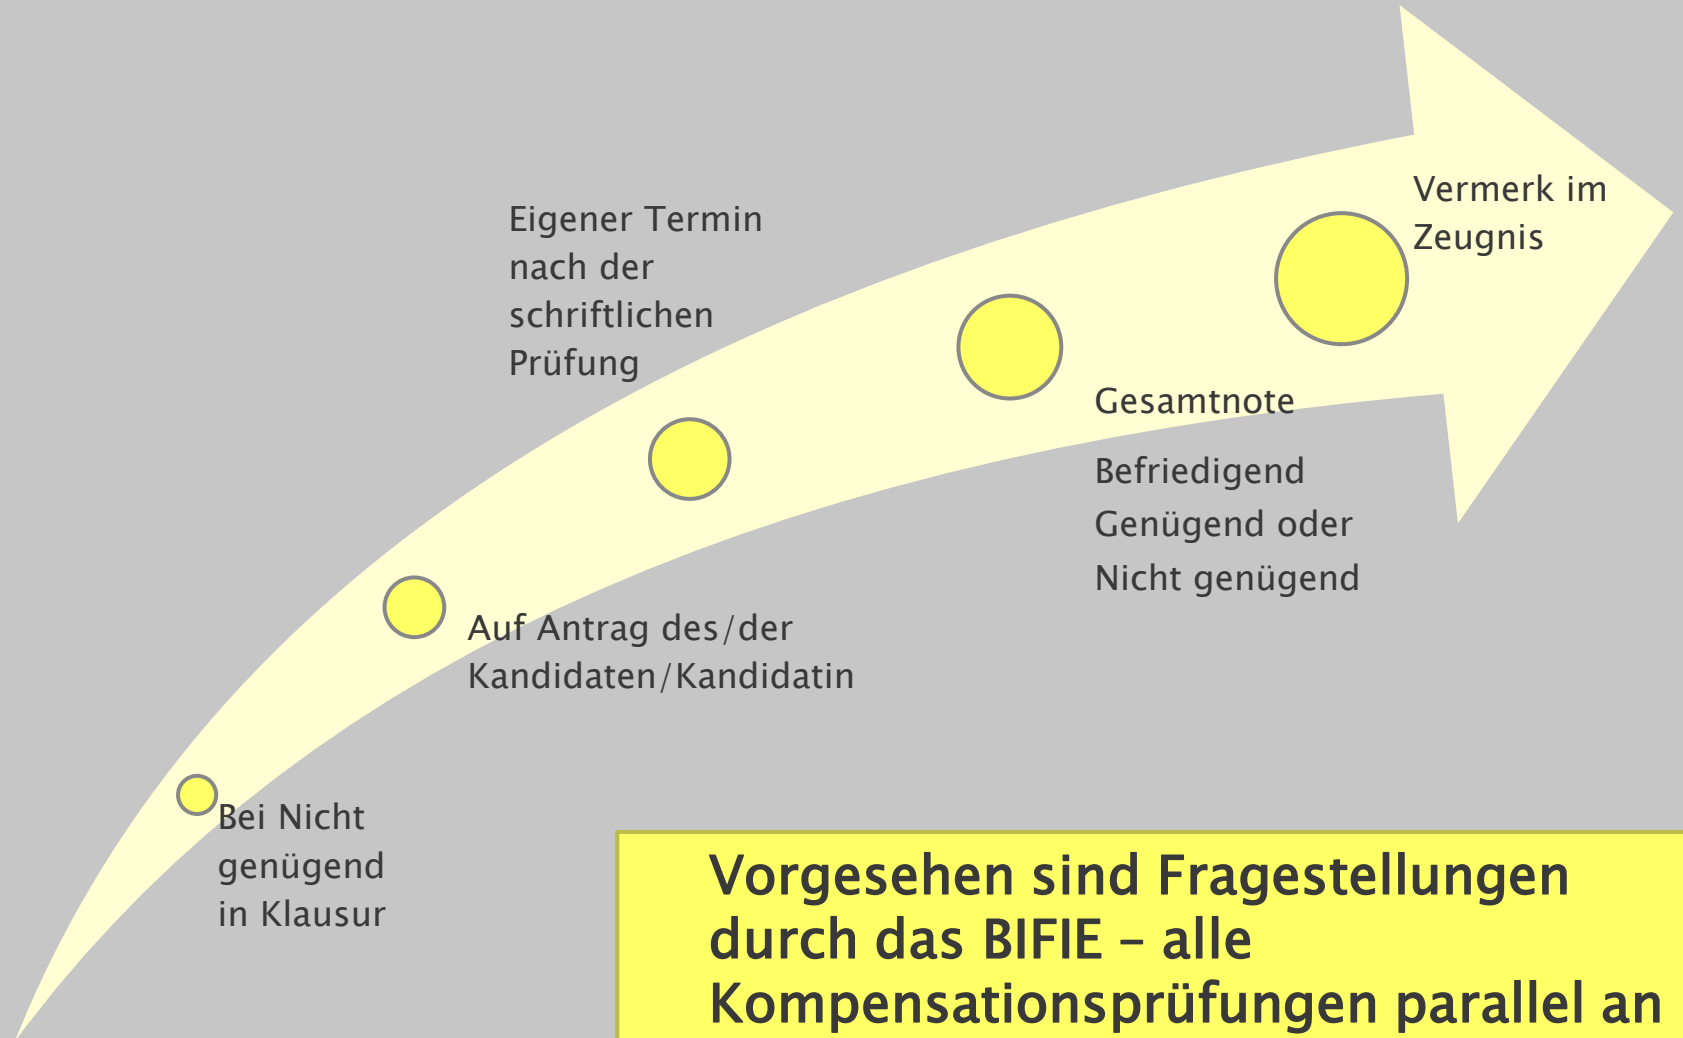 Bei Nicht
genügend
in Klausur
Auf Antrag des/der
Kandidaten/Kandidatin
Eigener Termin
nach der
schriftlichen
Prüfung
Gesamtnote
Befriedigend
Genügend oder
Nicht genügend
Vermerk im
Zeugnis
Vorgesehen sind Fragestellungen
durch das BIFIE – alle
Kompensationsprüfungen parallel an